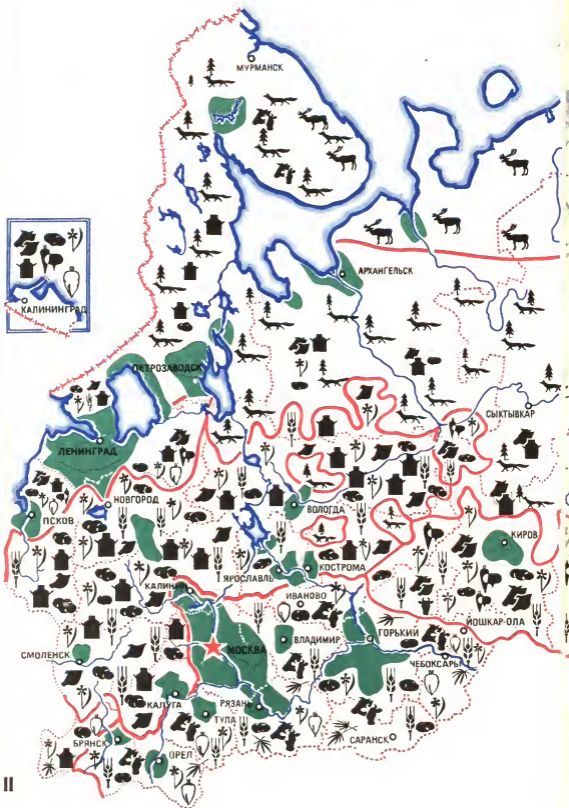 МУРМАНСК
АРХАНГЕЛЬСК
КАЛИНИНГРАД
ПЕТРОЗАВОДСК
СЫКТЫВКАР
ЛЕНИНГРАД
НОВГОРОД
ВОЛОГДА
ПСКОВ
КИРОВ
КОСТРОМА
ЯРОСЛАВЛЬ
КАЛИНИН
ИВАНОВО
ЙОШКАР-ОЛА
ГОРЬКИЙ
ВЛАДИМИР
МОСКВА
СМОЛЕНСК
ЧЕБОКСАРЫ
КАЛУГА
РЯЗАНЬ
ТУЛА
САРАНСК
БРЯНСК
ОРЕЛ
II